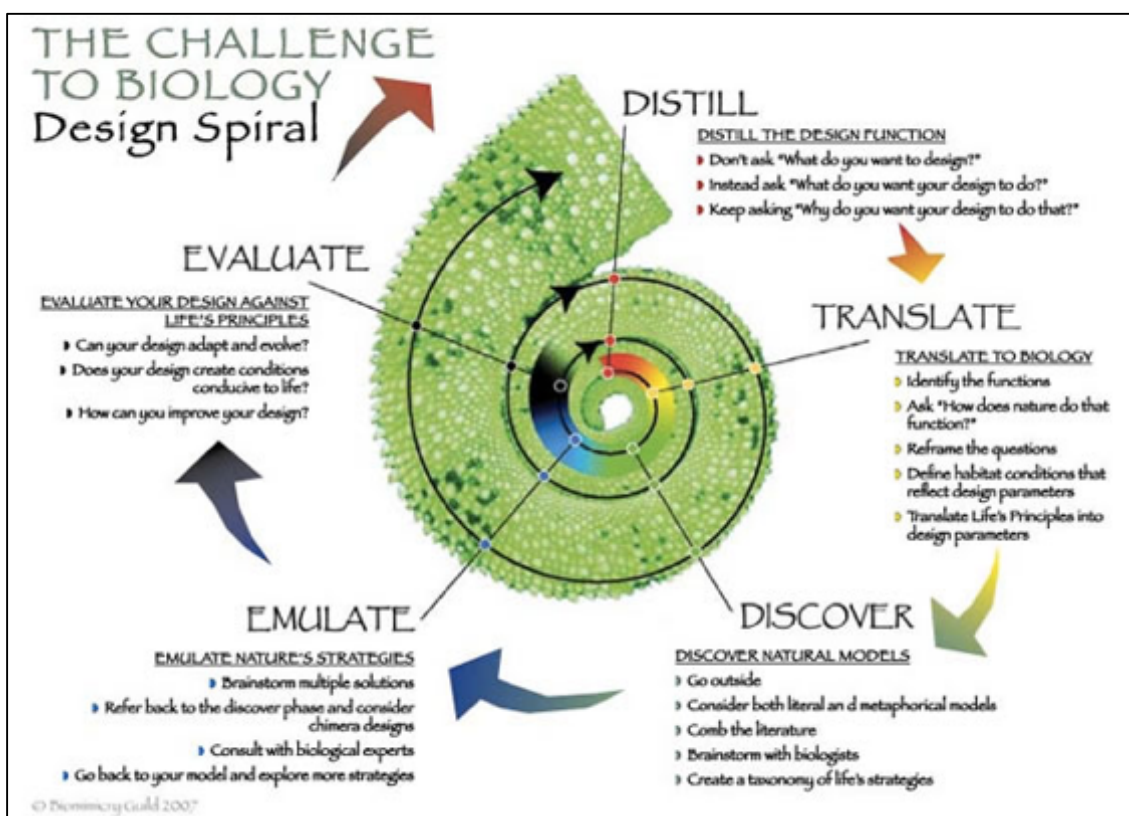 THE CHALLENGE
TO BIOLOGY
Design Spiral
DISTILL
DISTILL THE DESIGN FUNCTION
Don't ask "What do you want to design?"
Instead ask "What do you want your design to do?"
Keep asking "Why do you want your design to do that?"
TRANSLATE
TRANSLATE TO BIOLOGY
Identify the functions
Ask "How does nature do that
function?"
Reframe the questions
Define habitat conditions that
reflect design parameters
Translate Life's Principles into
design parameters
DISCOVER
DISCOVER NATURAL MODELS
Go outside
Consider both literal an d metaphorical models
Comb the literature
Brainstorm with biologists
Create a taxonomy of life's strategies
EMULATE
EMULATE NATURE'S STRATEGIES
Brainstorm multiple solutions
Refer back to the discover phase and consider
chimera designs
Consult with biological experts
Go back to your model and explore more strategies
EVALUATE
EVALUATE YOUR DESIGN AGAINST
LIFE'S PRINCIPLES
Can your design adapt and evolve?
Does your design create conditions
conducive to life?
How can you improve your design?
© Biomimicry Guild 2007